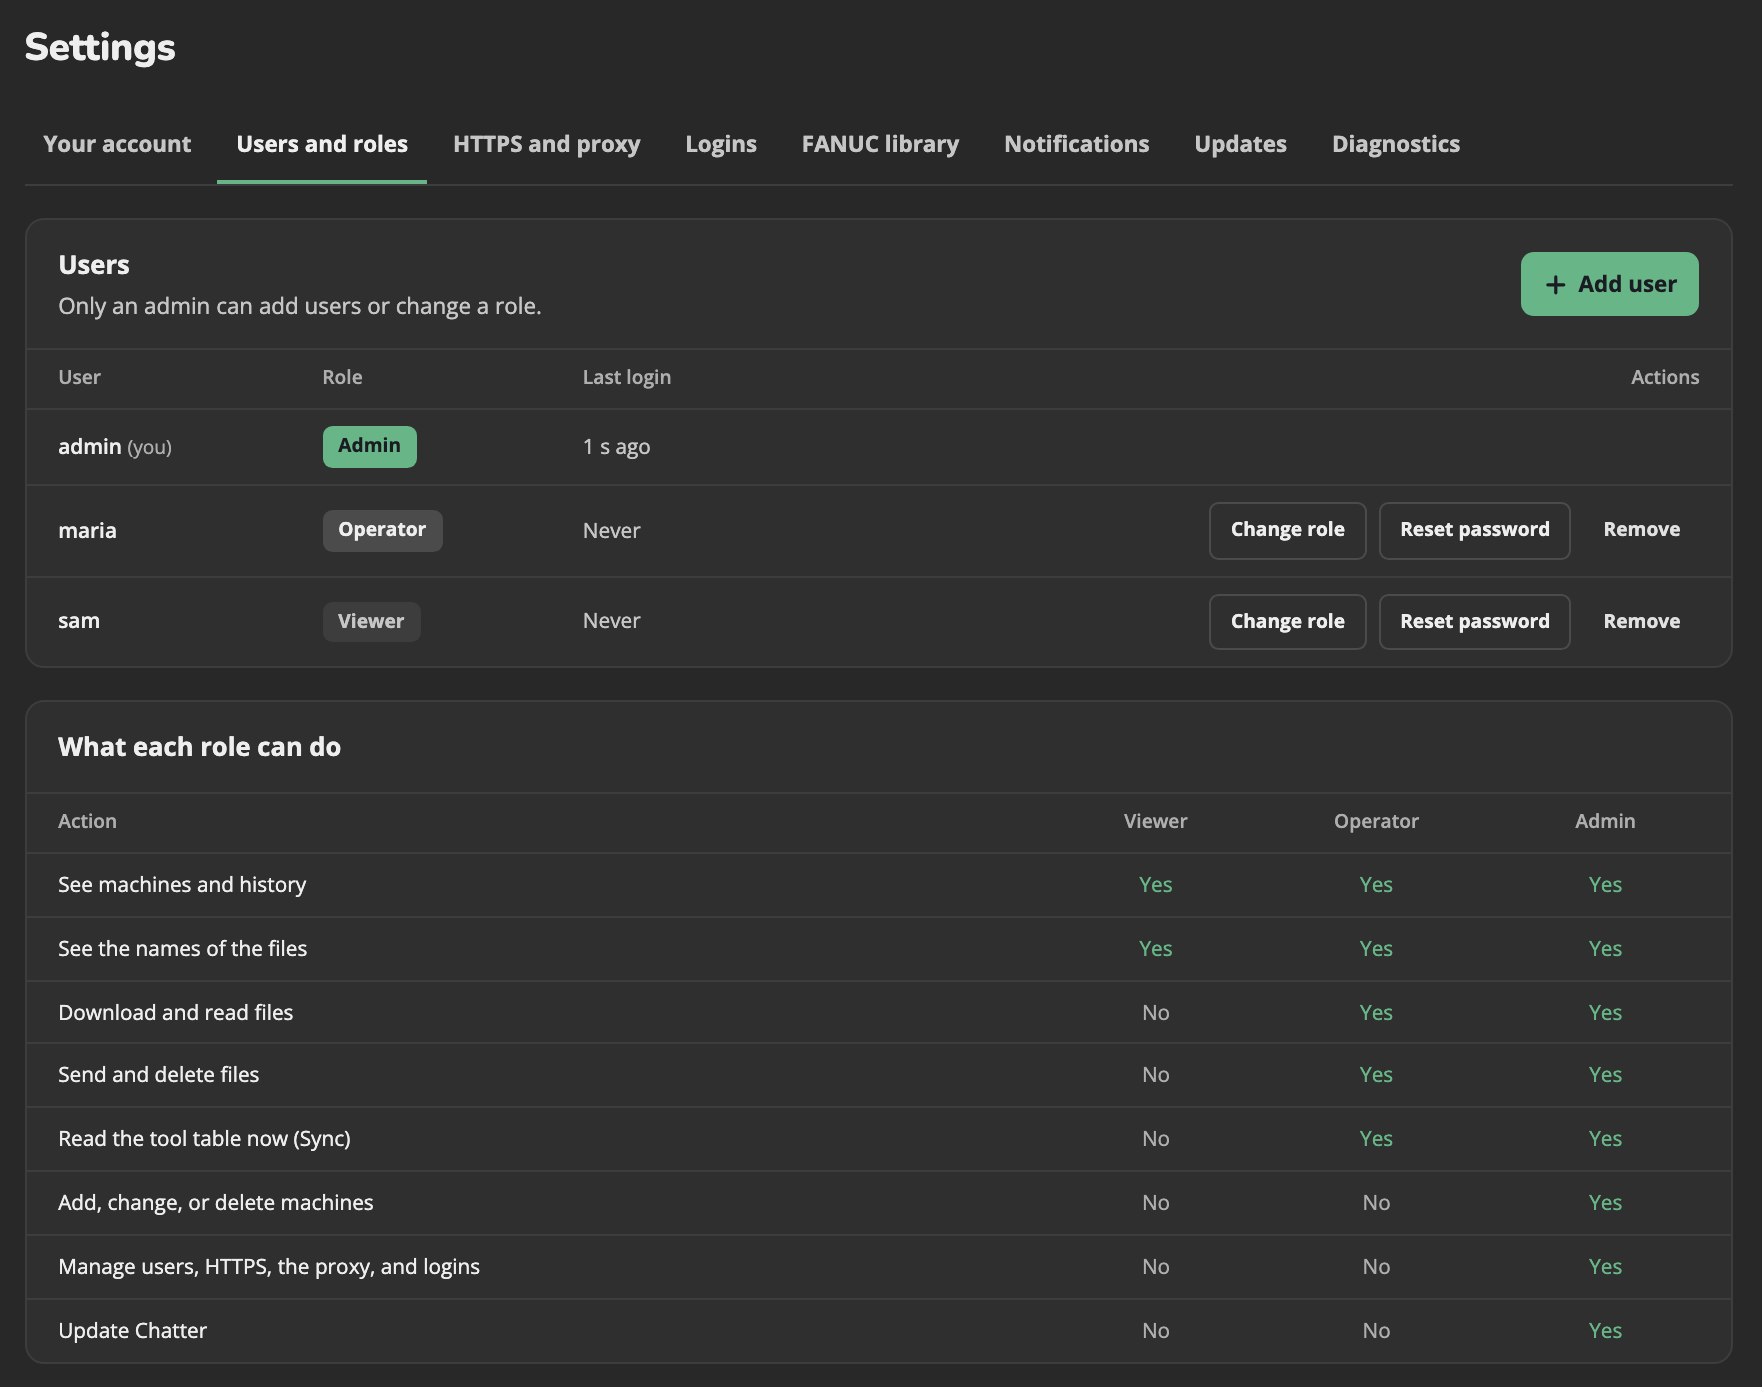 Settings
Your account Users and roles HTTPS and proxy Logins FANUC library Notifications Updates Diagnostics
Users
Only an admin can add users or change a role.
+ Add user
User Role Last login Actions
admin (you) Admin 1 s ago
maria Operator Never Change role Reset password Remove
sam Viewer Never Change role Reset password Remove
What each role can do
Action Viewer Operator Admin
See machines and history Yes Yes Yes
See the names of the files Yes Yes Yes
Download and read files No Yes Yes
Send and delete files No Yes Yes
Read the tool table now (Sync) No Yes Yes
Add, change, or delete machines No No Yes
Manage users, HTTPS, the proxy, and logins No No Yes
Update Chatter No No Yes